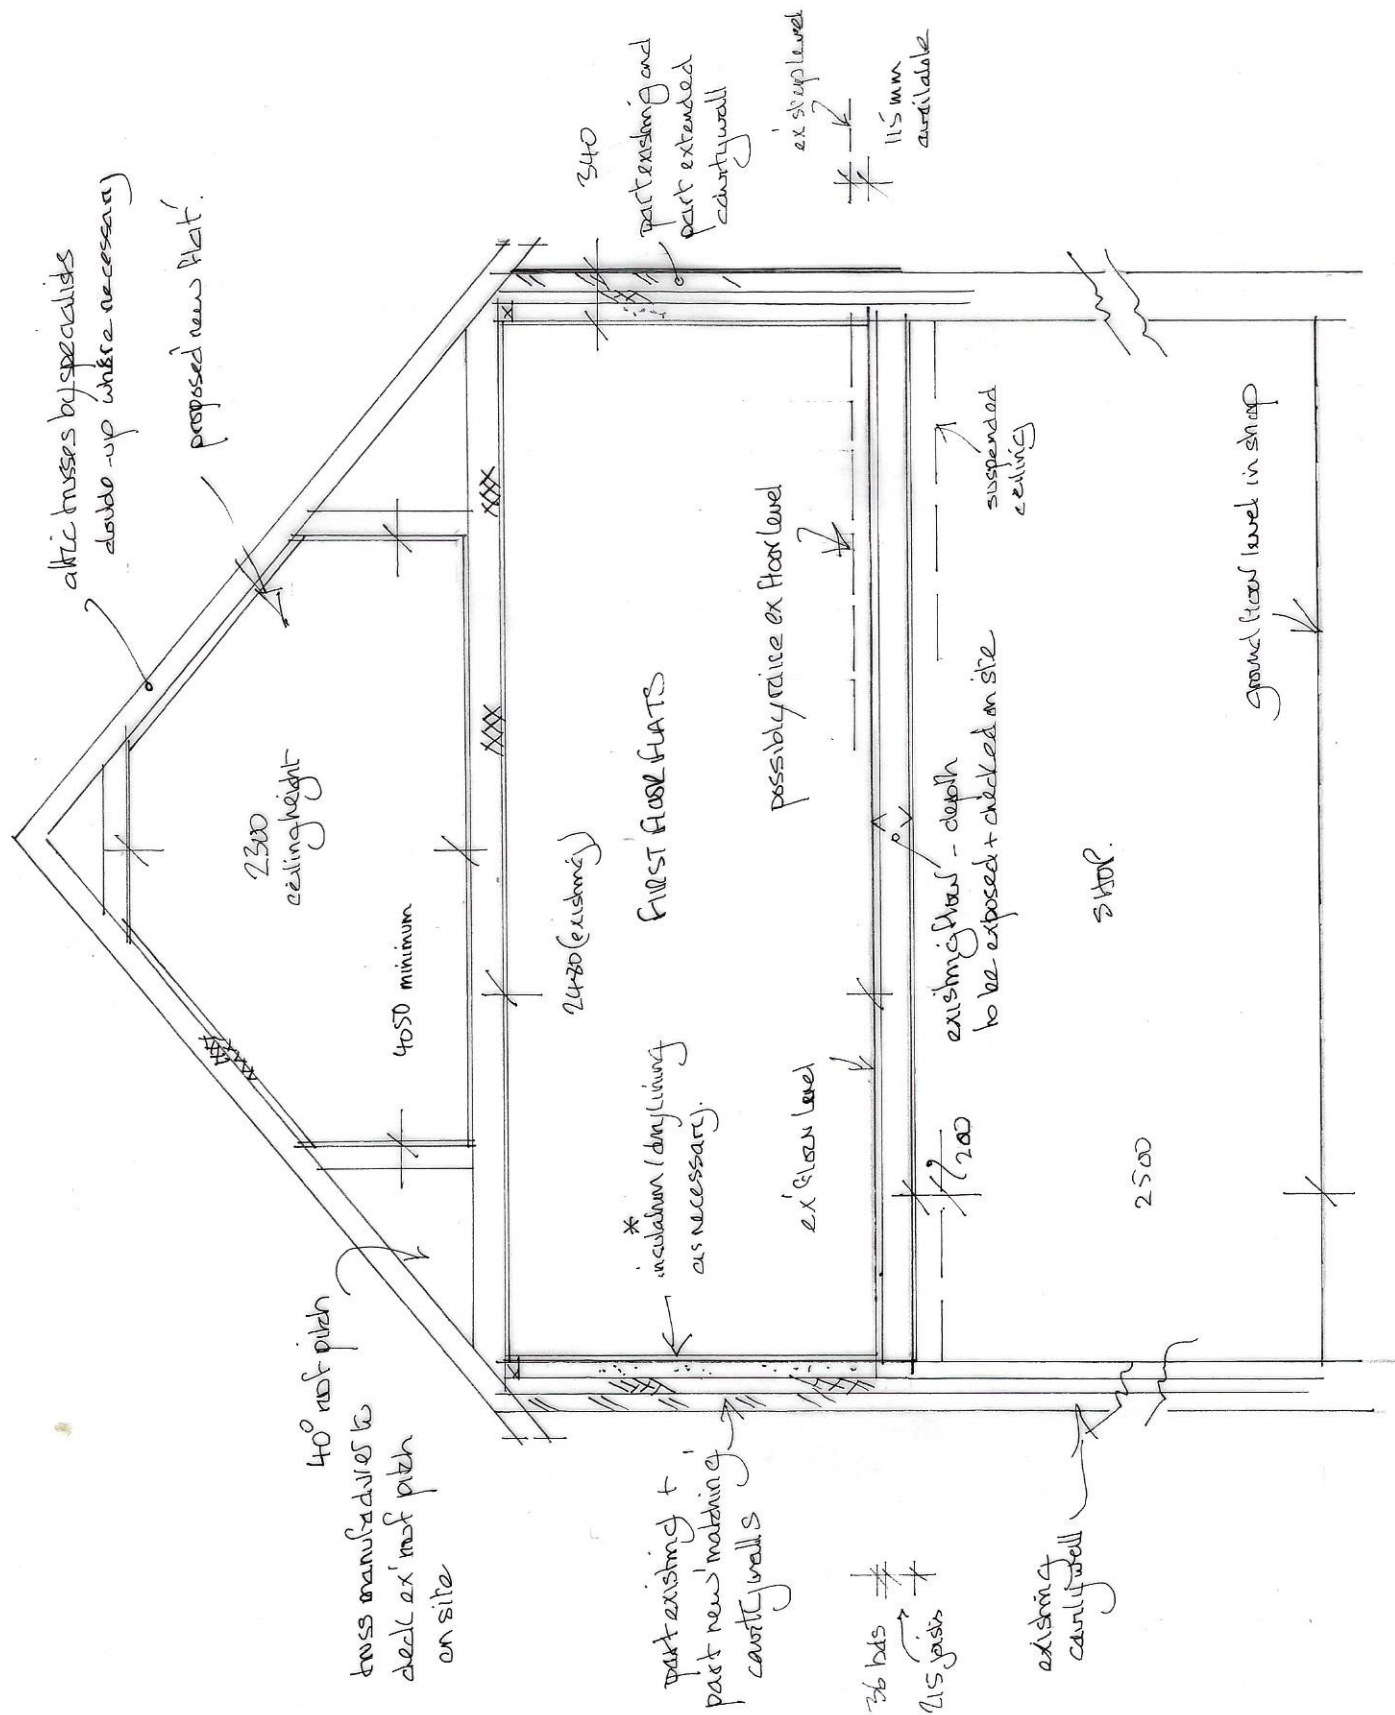 attic trusses by specialists
double-up where necessary
proposed new flat'.
40° roof pitch
truss manufacturer to
check ex' roof pitch
on site
2300
ceiling height
4050 minimum
340
part existing and
part extended
cavity wall
ex' step level
115mm
available
2480 (existing)
FIRST FLOOR FLATS
*
insulation / drylining
as necessary.
possibly raise ex floor level
ex' floor level
part existing +
part new 'matching'
cavity walls
36 bds
215 joists
existing
cavity wall
existing floor - depth
to be exposed + checked on site
suspended
ceiling
200
2500
SHOP.
ground floor level in shop